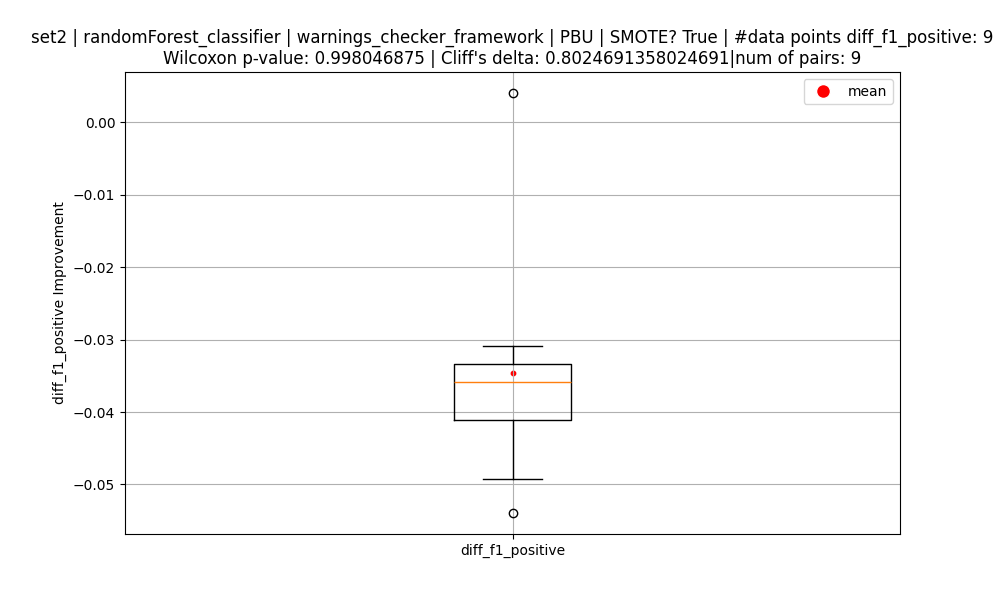 set2 | randomForest_classifier | warnings_checker_framework | PBU | SMOTE? True | #data points diff_f1_positive: 9
Wilcoxon p-value: 0.998046875 | Cliff's delta: 0.8024691358024691|num of pairs: 9
mean
0.00
−0.01
−0.02
−0.03
−0.04
−0.05
diff_f1_positive Improvement
diff_f1_positive